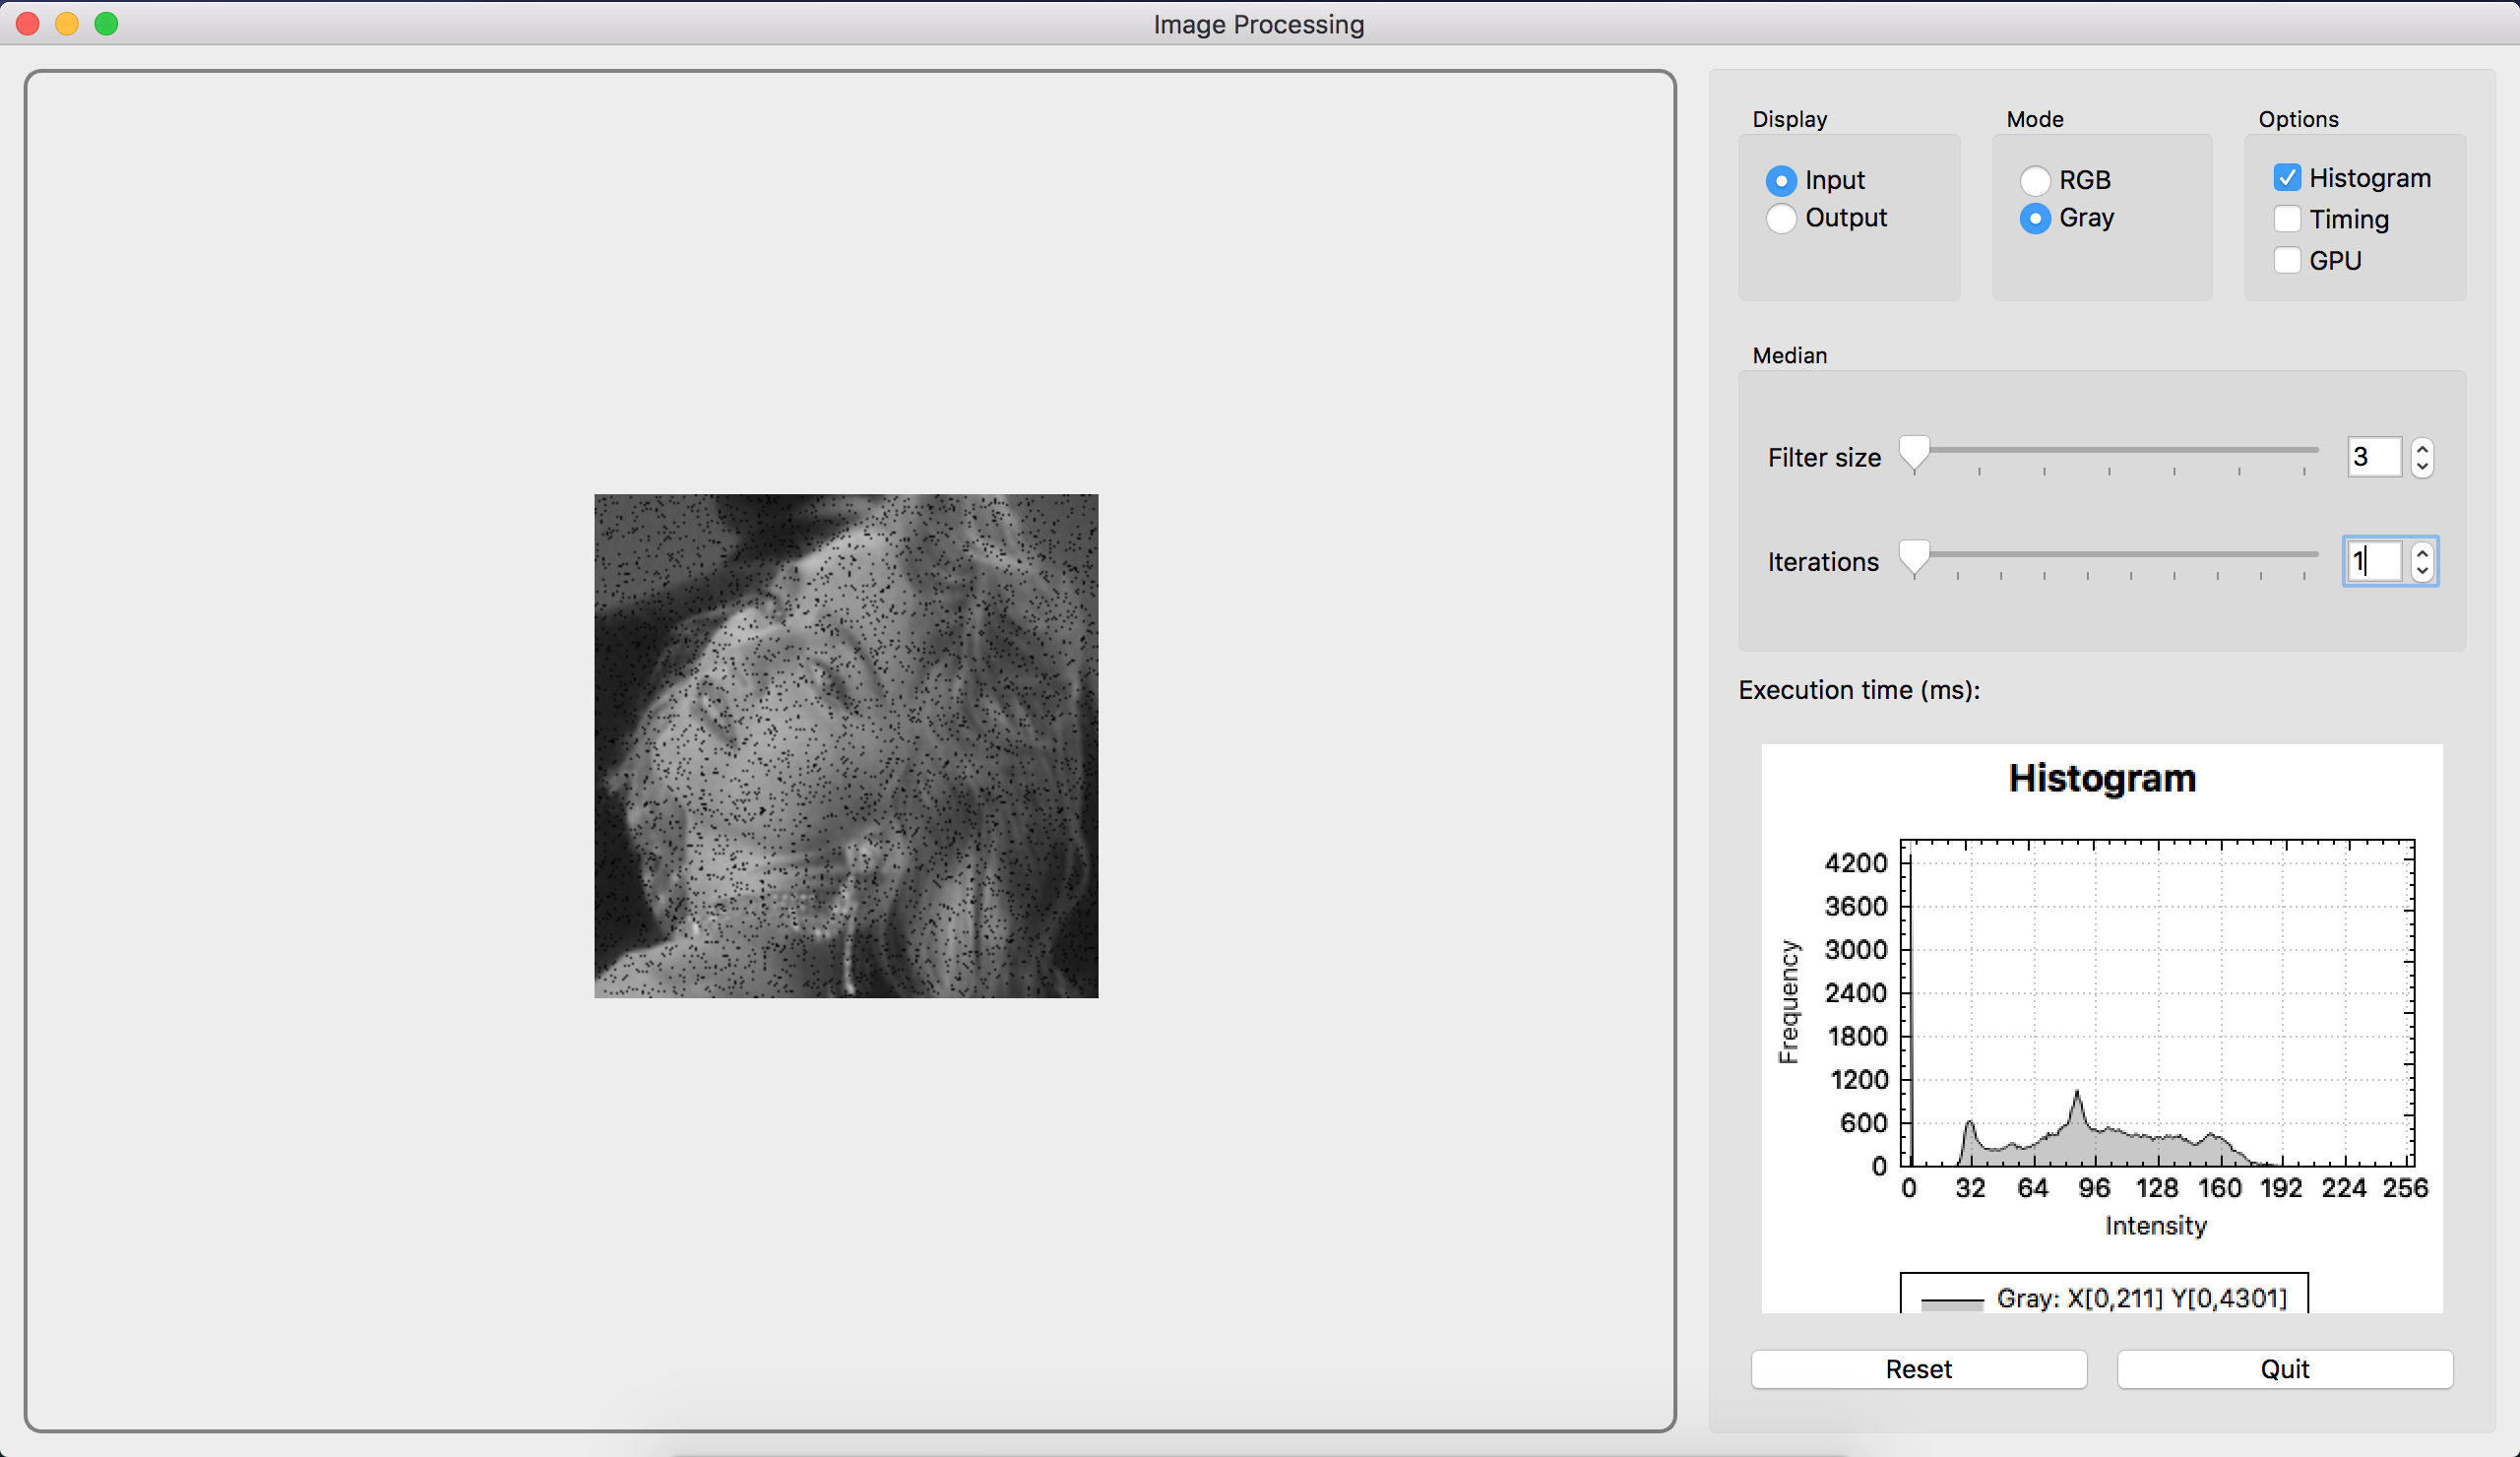 Image Processing
Display
Input
Output
Mode
RGB
Gray
Options
Histogram
Timing
GPU
Median
Filter size
3
Iterations
1
Execution time (ms):
Histogram
Frequency
4200
3600
3000
2400
1800
1200
600
0
0 32 64 96 128 160 192 224 256
Intensity
Gray: X[0,211] Y[0,4301]
Reset
Quit